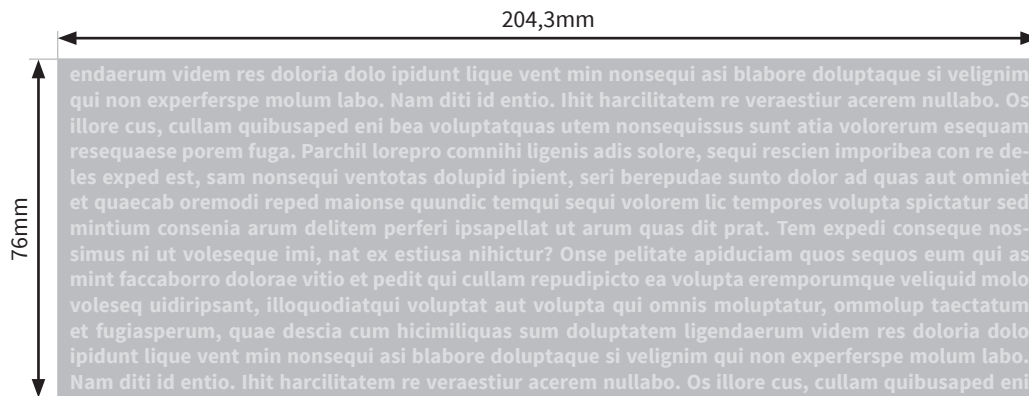 204,3mm
76mm
endaerum videm res doloria dolo ipidunt lique vent min nonsequi asi blabore doluptaque si velignim
qui non experferspe molum labo. Nam diti id entio. Ihit harcilitatem re veraestiur acerem nullabo. Os
illore cus, cullam quibusaped eni bea voluptatquas utem nonsequissus sunt atia volorerum esequam
resequaese porem fuga. Parchil lorepro comnihi ligenis adis solore, sequi rescien imporibea con re de-
les exped est, sam nonsequi ventotas dolupid ipient, seri berepudae sunto dolor ad quas aut omniet
et quaecab oremodi reped maionse quundic temqui sequi volorem lic tempores volupta spictatur sed
mintium consenia arum delitem perferi ipsapellat ut arum quas dit prat. Tem expedi conseque nos-
simus ni ut voleseque imi, nat ex estiusa nihictur? Onse pelitate apiduciam quos sequos eum qui as
mint faccaborro dolorae vitio et pedit qui cullam repudipicto ea volupta eremporumque veliquid molo
voleseq uidiripsant, illoquodiatqui voluptat aut volupta qui omnis moluptatur, ommolup taectatum
et fugiasperum, quae descia cum hicimiliquas sum doluptatem ligendaerum videm res doloria dolo
ipidunt lique vent min nonsequi asi blabore doluptaque si velignim qui non experferspe molum labo.
Nam diti id entio. Ihit harcilitatem re veraestiur acerem nullabo. Os illore cus, cullam quibusaped eni